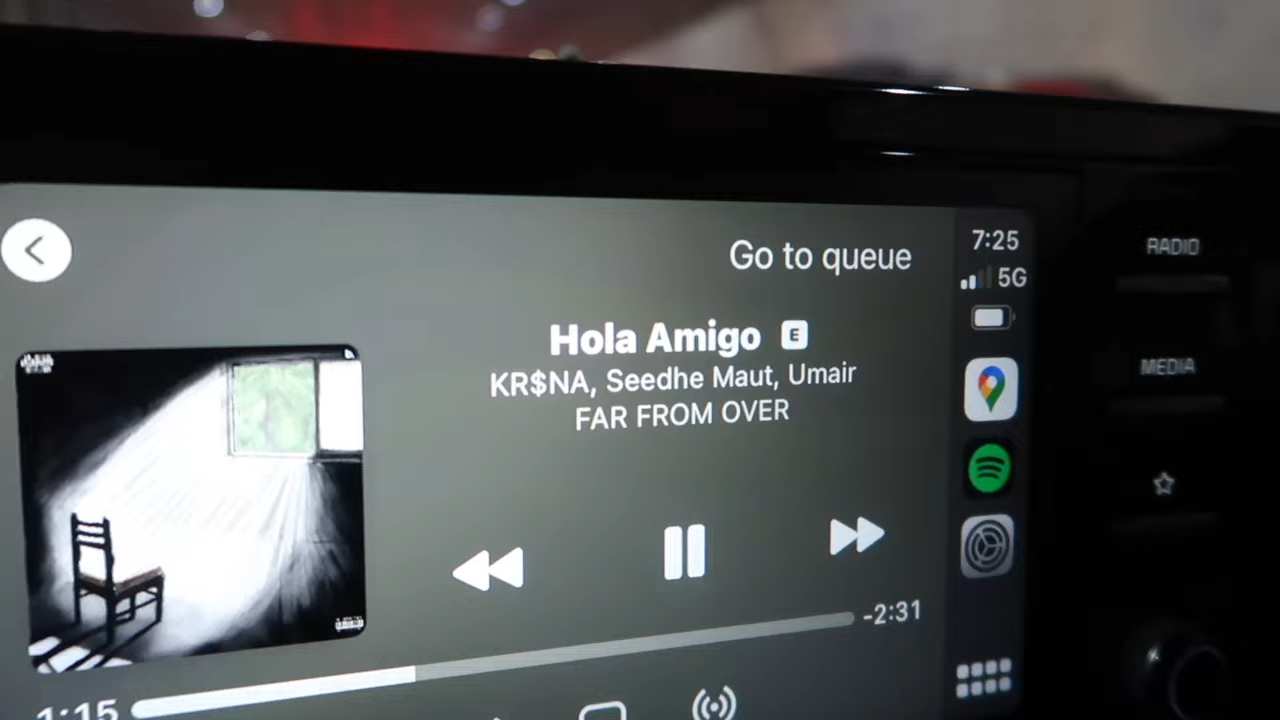 Go to queue
7:25
5G
Hola Amigo E
KR$NA, Seedhe Maut, Umair
FAR FROM OVER
-2:31
1:15
RADIO
MEDIA